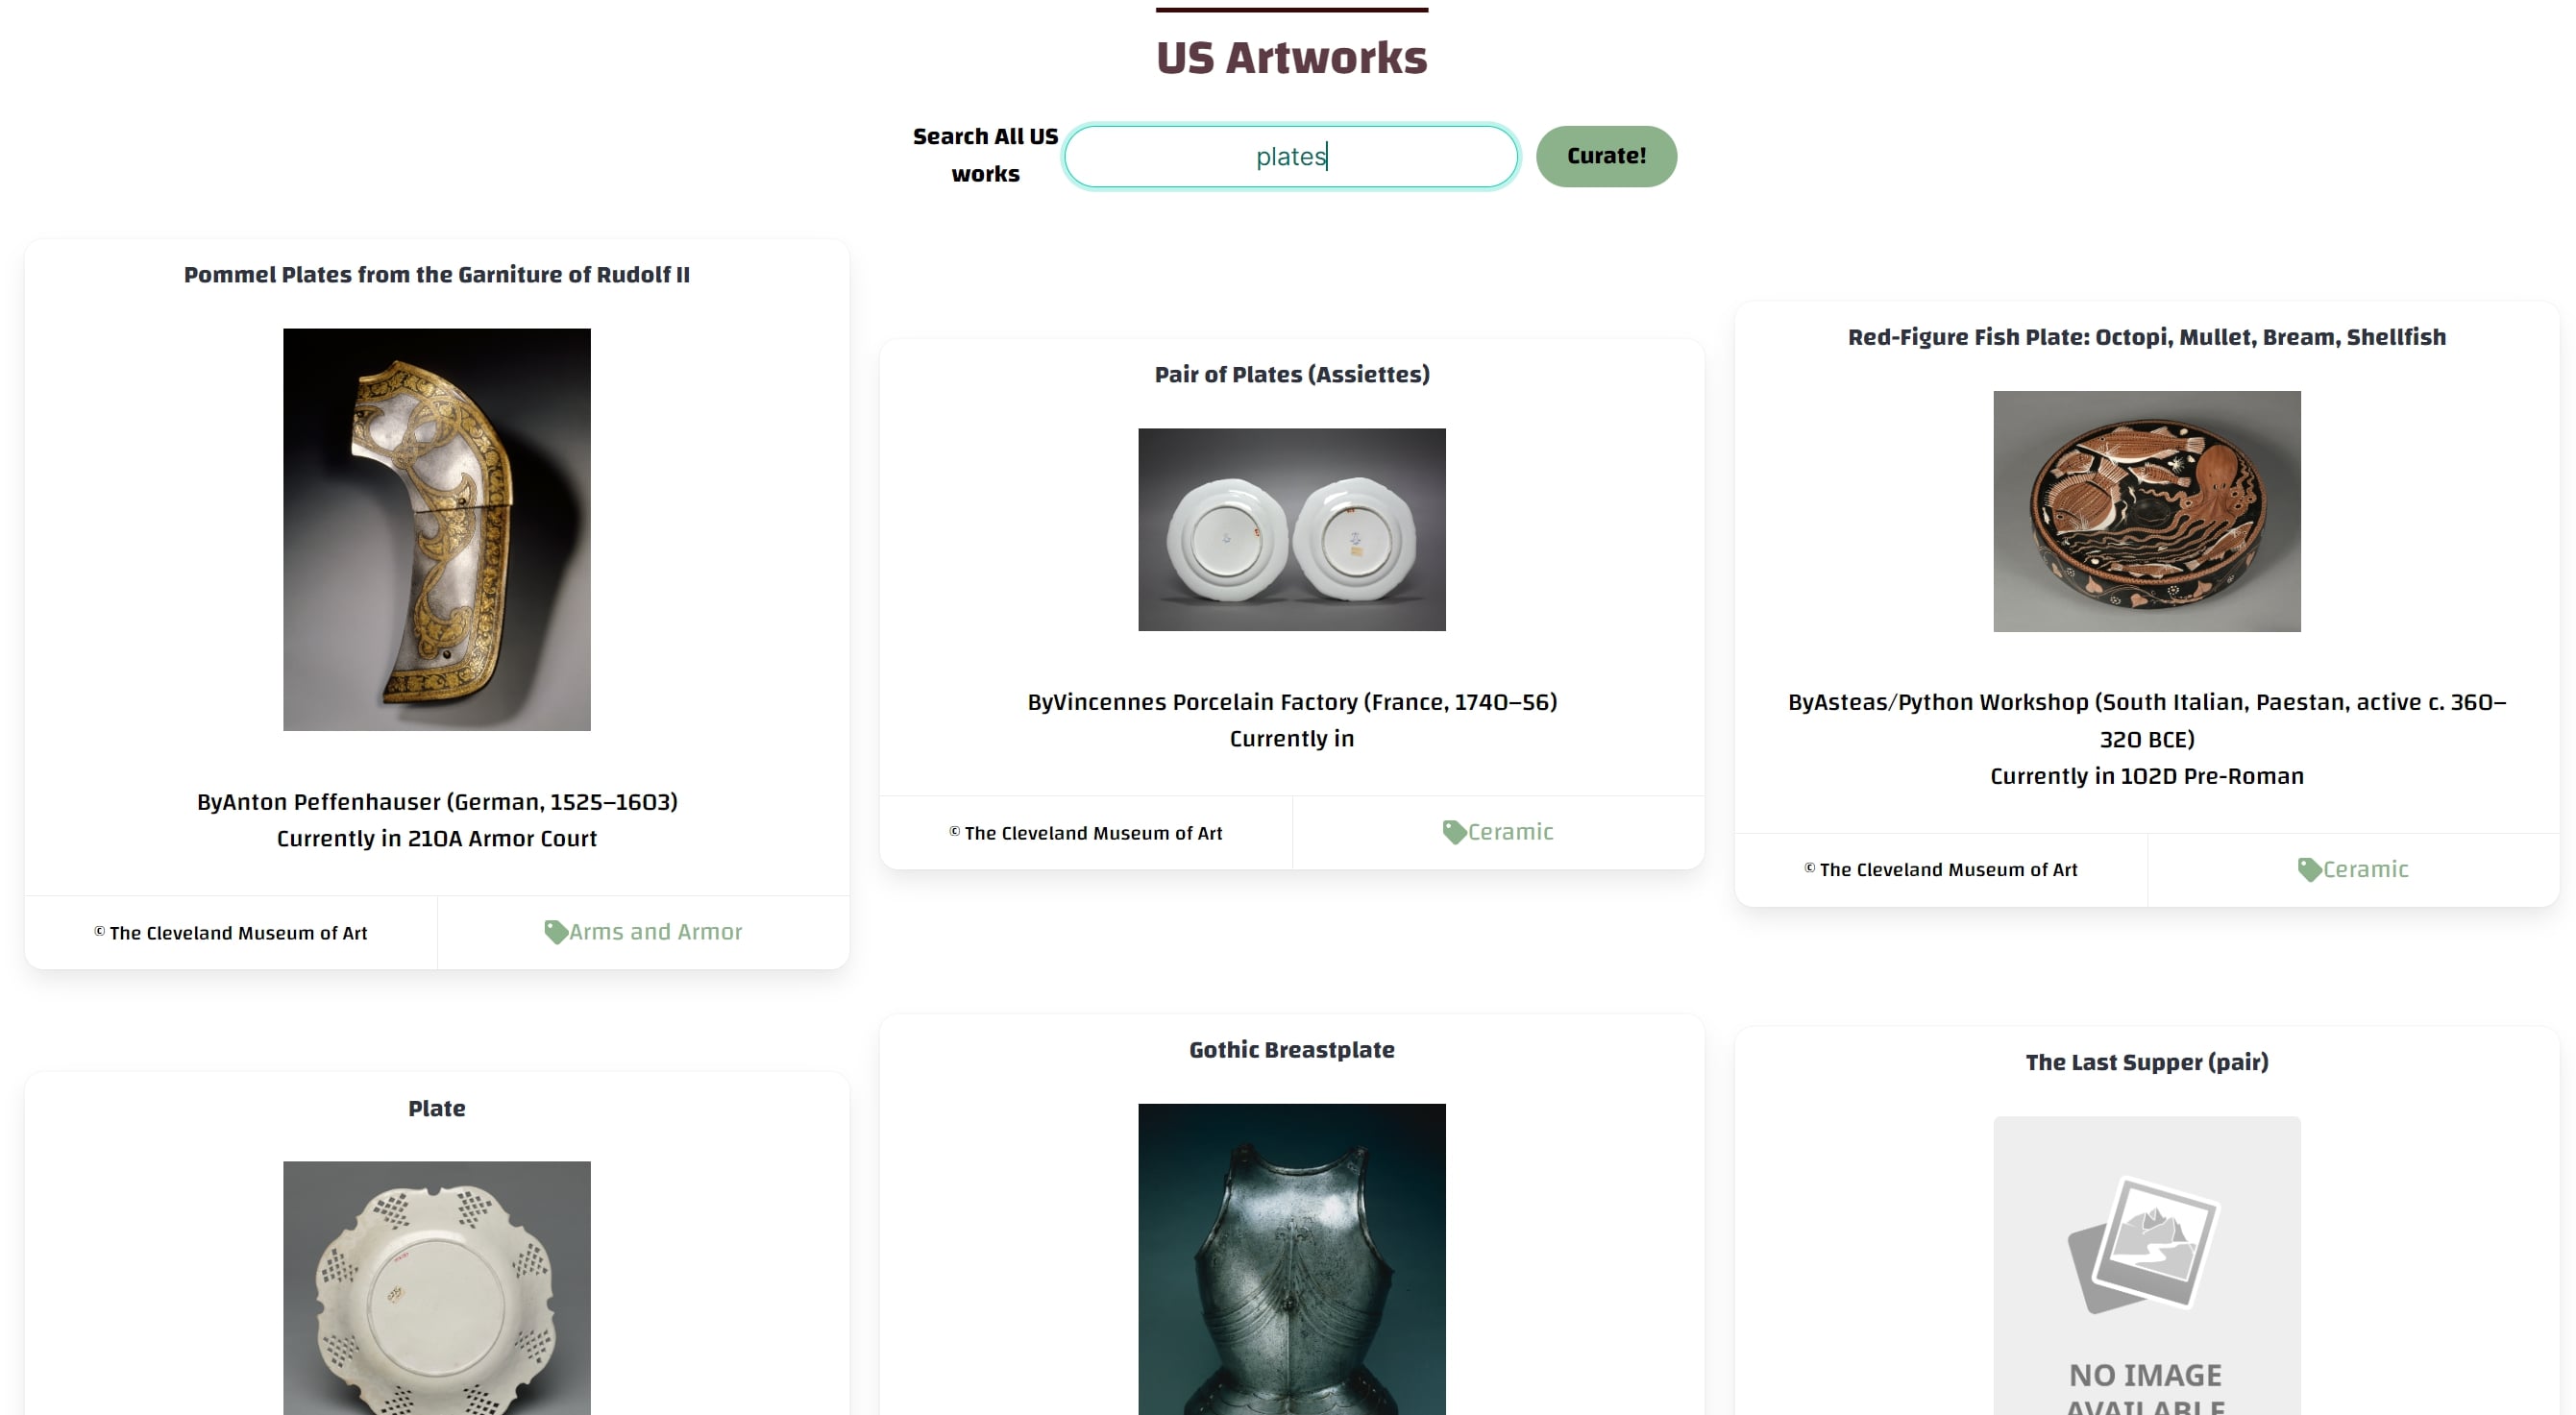 US Artworks
Search All US
works
plates
Curate!
Pommel Plates from the Garniture of Rudolf II
ByAnton Peffenhauser (German, 1525–1603)
Currently in 210A Armor Court
© The Cleveland Museum of Art
Arms and Armor
Pair of Plates (Assiettes)
ByVincennes Porcelain Factory (France, 1740–56)
Currently in
© The Cleveland Museum of Art
Ceramic
Red-Figure Fish Plate: Octopi, Mullet, Bream, Shellfish
ByAsteas/Python Workshop (South Italian, Paestan, active c. 360–
320 BCE)
Currently in 102D Pre-Roman
© The Cleveland Museum of Art
Ceramic
Plate
Gothic Breastplate
The Last Supper (pair)
NO IMAGE
AVAILABLE